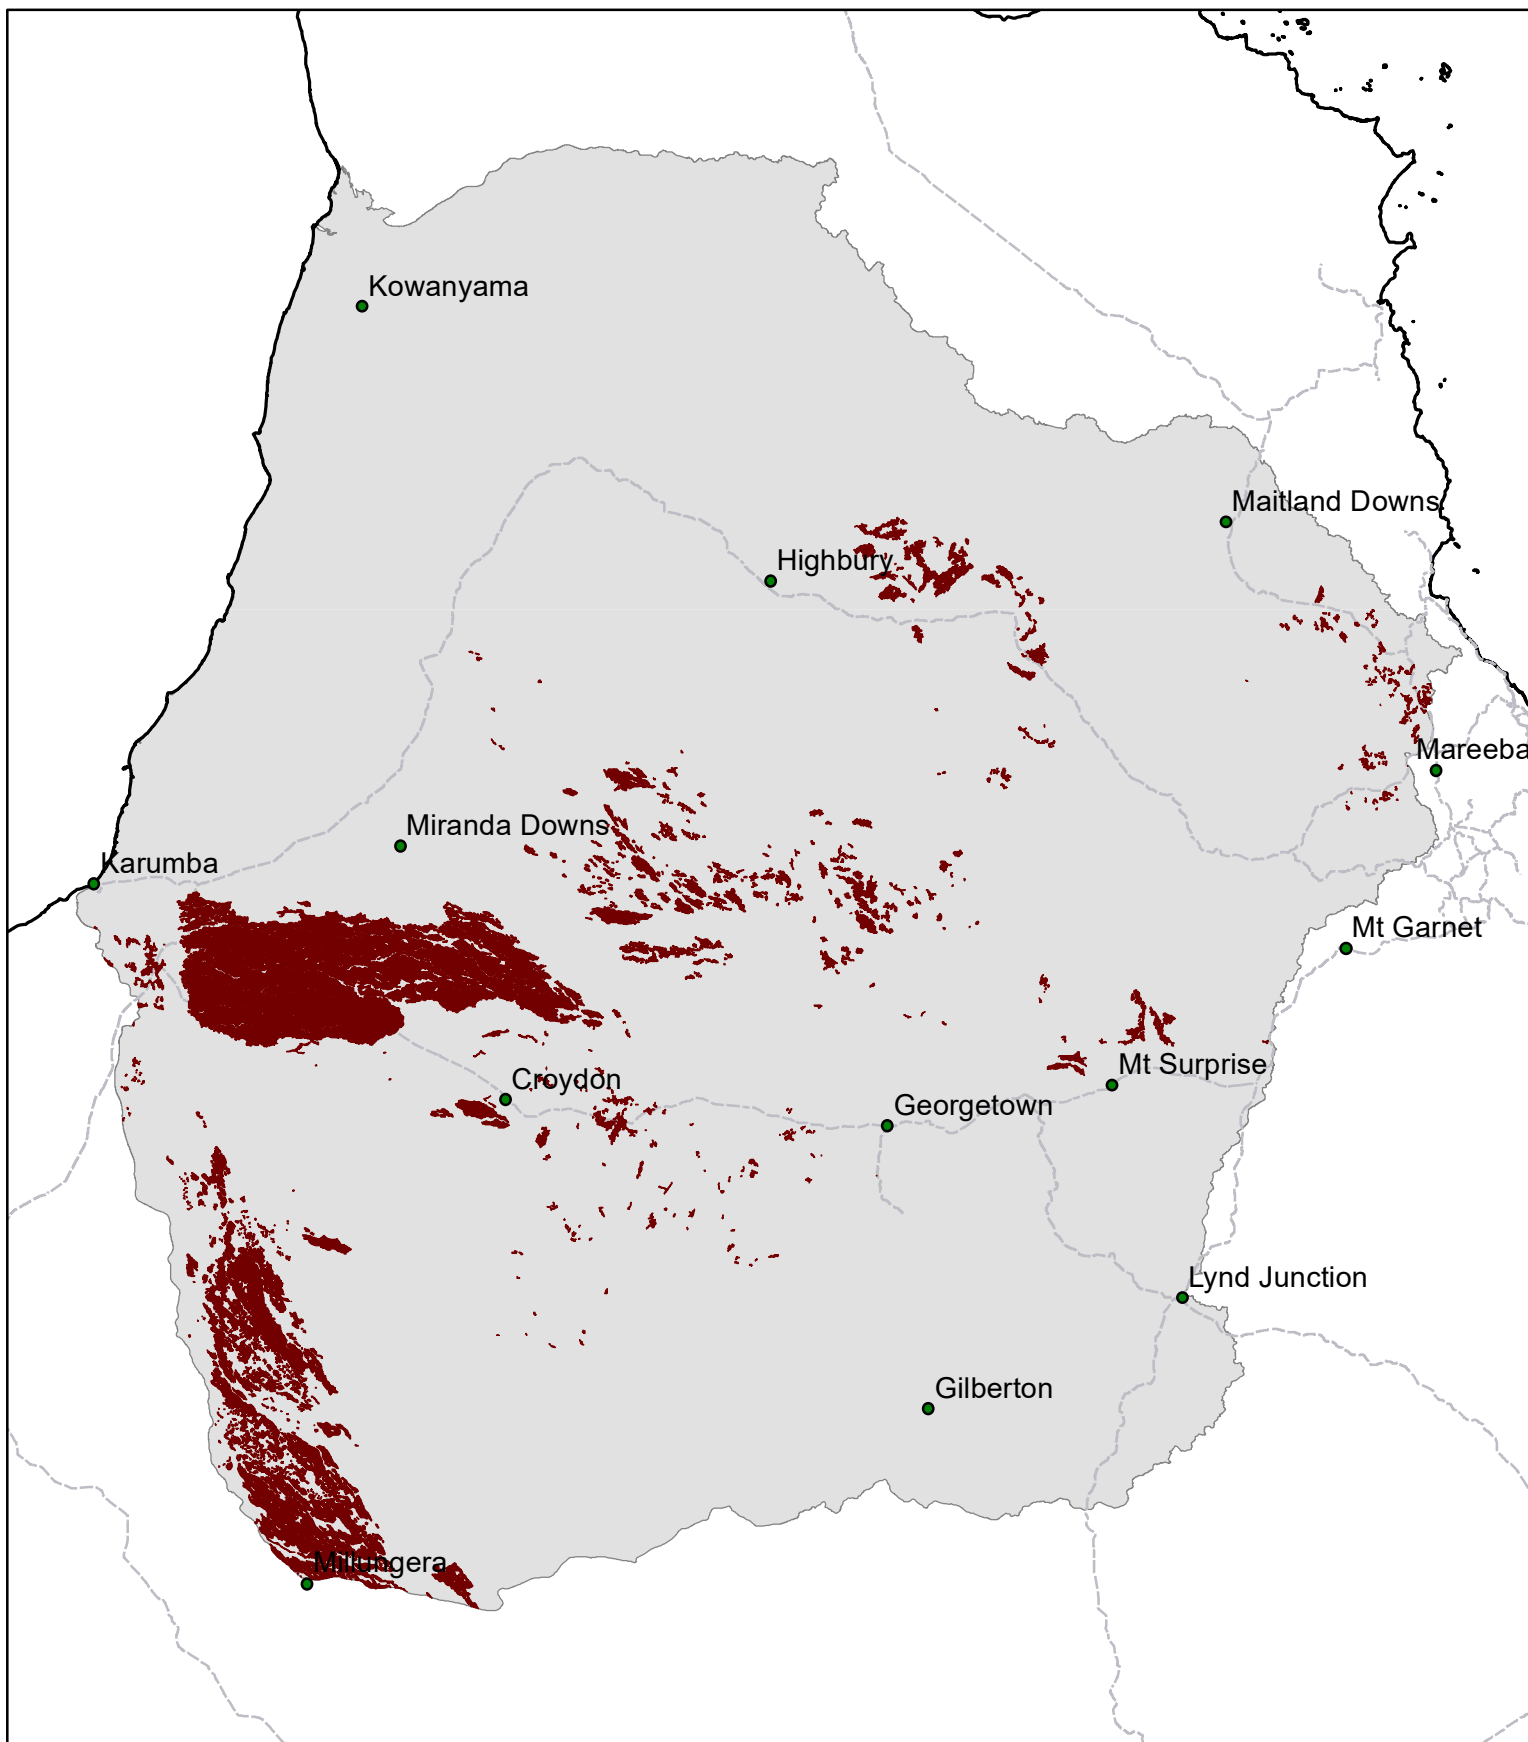 Kowanyama
Maitland Downs
Highbury
Mareeba
Miranda Downs
Karumba
Mt Garnet
Mt Surprise
Croydon
Georgetown
Lynd Junction
Gilberton
Millungera